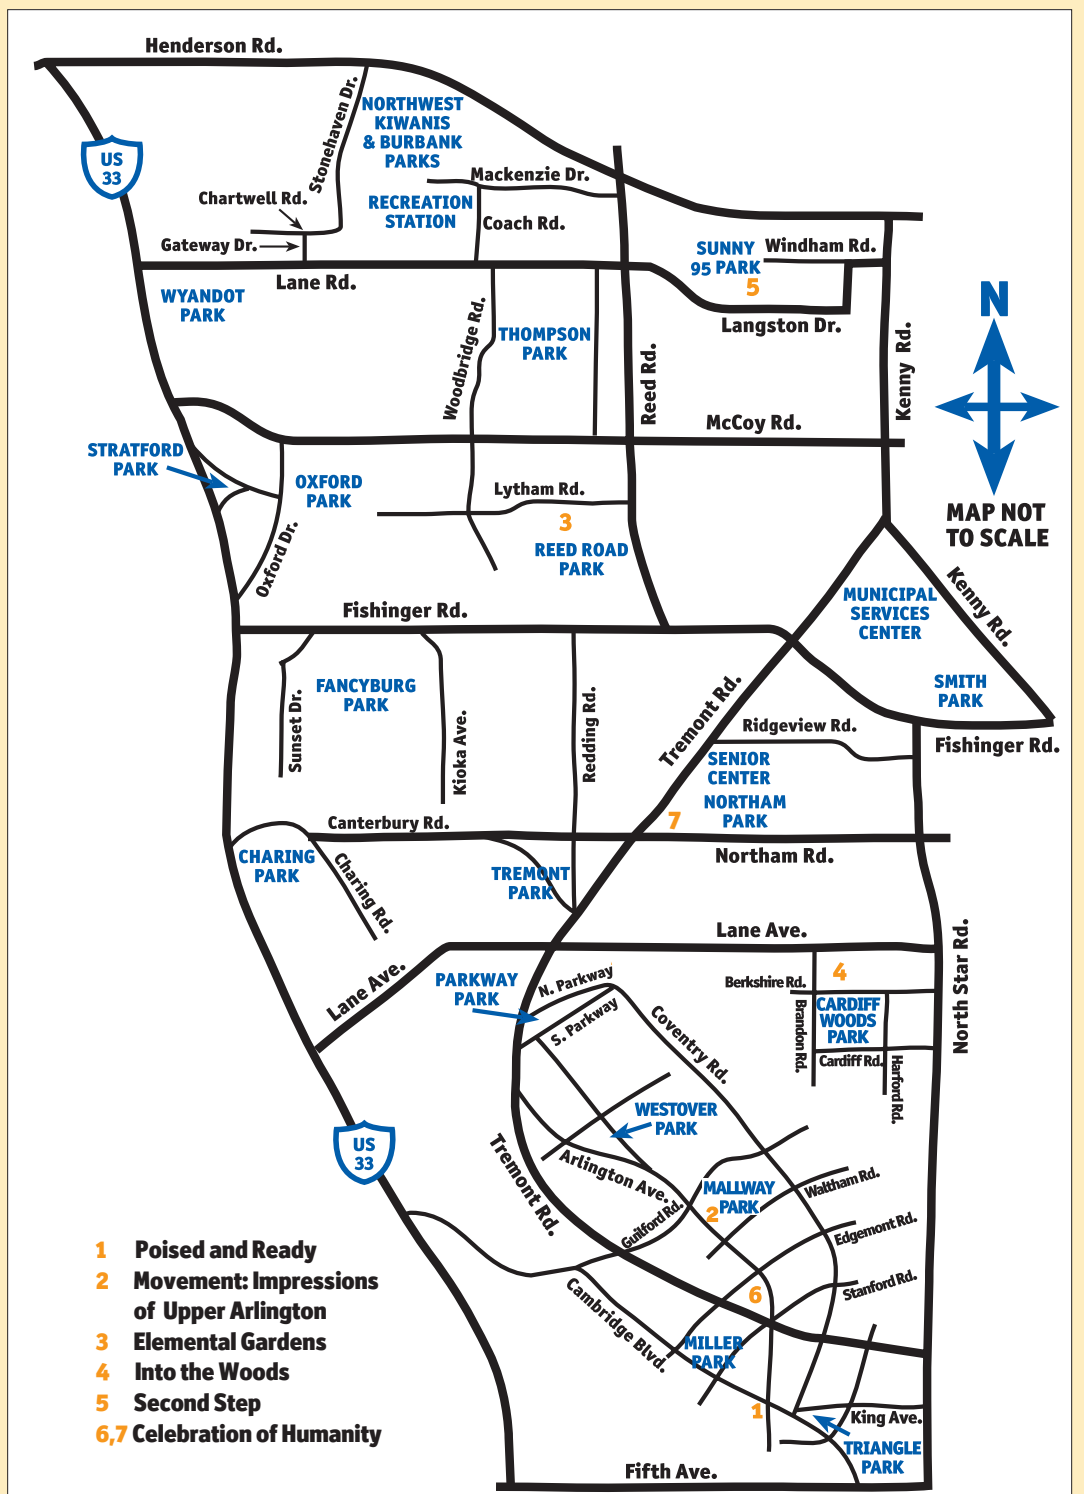 Henderson Rd.
US
33
Stonehaven Dr.
NORTHWEST
KIWANIS
& BURBANK
PARKS
Mackenzie Dr.
Chartwell Rd.
RECREATION
STATION
Coach Rd.
Gateway Dr.
SUNNY
95 PARK
Windham Rd.
5
Lane Rd.
WYANDOT
PARK
Langston Dr.
N
Woodbridge Rd.
THOMPSON
PARK
Reed Rd.
Kenny Rd.
McCoy Rd.
STRATFORD
PARK
OXFORD
PARK
Lytham Rd.
3
REED ROAD
PARK
MAP NOT
TO SCALE
Oxford Dr.
Kenny Rd.
MUNICIPAL
SERVICES
CENTER
Fishinger Rd.
SMITH
PARK
FANCYBURG
PARK
Sunset Dr.
Kioka Ave.
Redding Rd.
Tremont Rd.
Ridgeview Rd.
Fishinger Rd.
SENIOR
CENTER
NORTHAM
PARK
7
Canterbury Rd.
Northam Rd.
CHARING
PARK
Charing Rd.
TREMONT
PARK
Lane Ave.
Lane Ave.
North Star Rd.
PARKWAY
PARK
N. Parkway
S. Parkway
Berkshire Rd.
4
Brandon Rd.
CARDIFF
WOODS
PARK
Cardiff Rd.
Harford Rd.
Coventry Rd.
WESTOVER
PARK
US
33
Tremont Rd.
Arlington Ave.
Guilford Rd.
MALLWAY
PARK
2
Waltham Rd.
Edgemont Rd.
Stanford Rd.
6
Cambridge Blvd.
MILLER
PARK
1
King Ave.
TRIANGLE
PARK
Fifth Ave.
1 Poised and Ready
2 Movement: Impressions
of Upper Arlington
3 Elemental Gardens
4 Into the Woods
5 Second Step
6,7 Celebration of Humanity